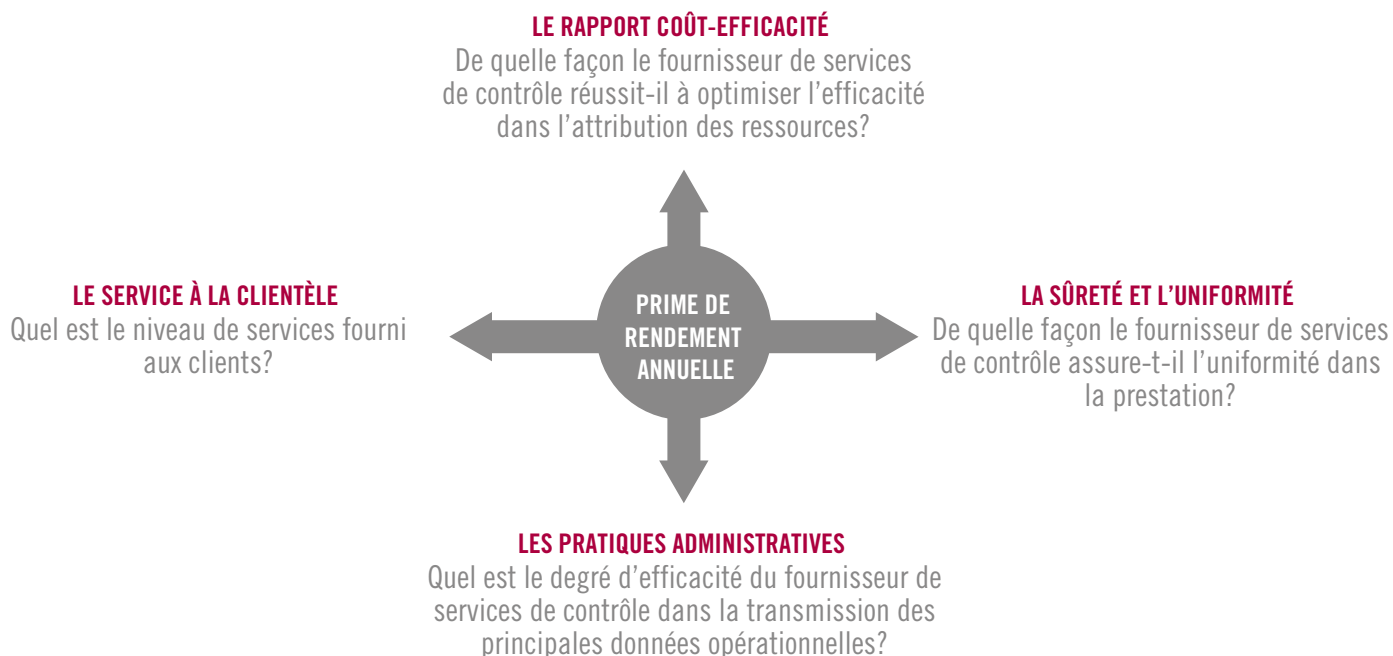 LE RAPPORT COÛT-EFFICACITÉ
De quelle façon le fournisseur de services
de contrôle réussit-il à optimiser l’efficacité
dans l’attribution des ressources?
LE SERVICE À LA CLIENTÈLE
Quel est le niveau de services fourni
aux clients?
PRIME DE
RENDEMENT
ANNUELLE
LA SÛRETÉ ET L’UNIFORMITÉ
De quelle façon le fournisseur de services
de contrôle assure-t-il l’uniformité dans
la prestation?
LES PRATIQUES ADMINISTRATIVES
Quel est le degré d’efficacité du fournisseur de
services de contrôle dans la transmission des
principales données opérationnelles?